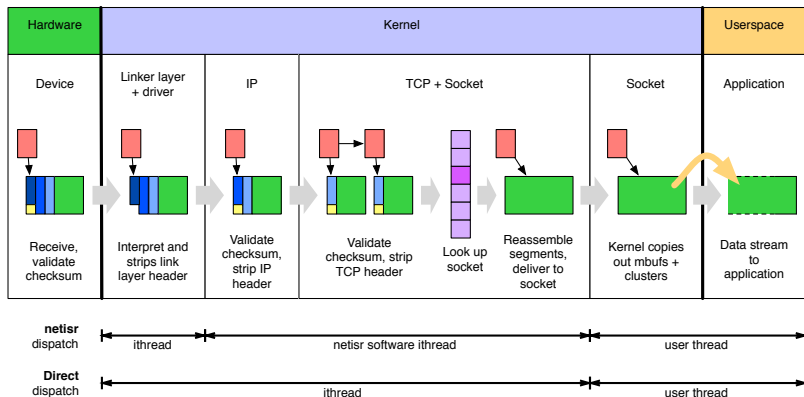 Hardware
Kernel
Userspace
Device
Linker layer
+ driver
IP
TCP + Socket
Socket
Application
Receive,
validate
checksum
Interpret and
strips link
layer header
Validate
checksum,
strip IP
header
Validate
checksum, strip
TCP header
Look up
socket
Reassemble
segments,
deliver to
socket
Kernel copies
out mbufs +
clusters
Data stream
to
application
netisr
dispatch
ithread
netisr software ithread
user thread
Direct
dispatch
ithread
user thread